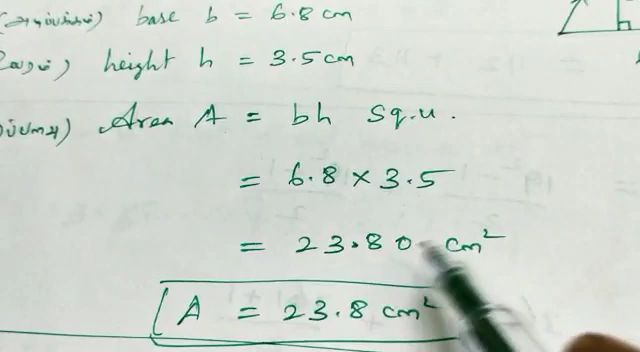 base b = 6.8 cm
height h = 3.5 cm
Area A = bh sq.u.
= 6.8 × 3.5
= 23.80 cm²
A = 23.8 cm²